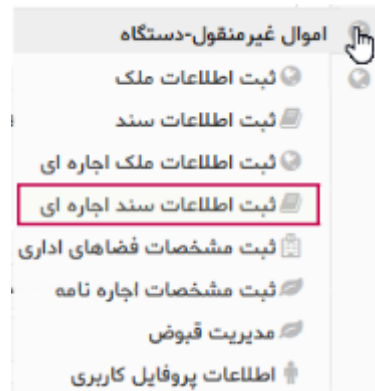 اموال غیرمنقول-دستگاه
ثبت اطلاعات ملک
ثبت اطلاعات سند
ثبت اطلاعات ملک اجاره ای
ثبت اطلاعات سند اجاره ای
ثبت مشخصات فضاهای اداری
ثبت مشخصات اجاره نامه
مدیریت قبوض
اطلاعات پروفایل کاربری